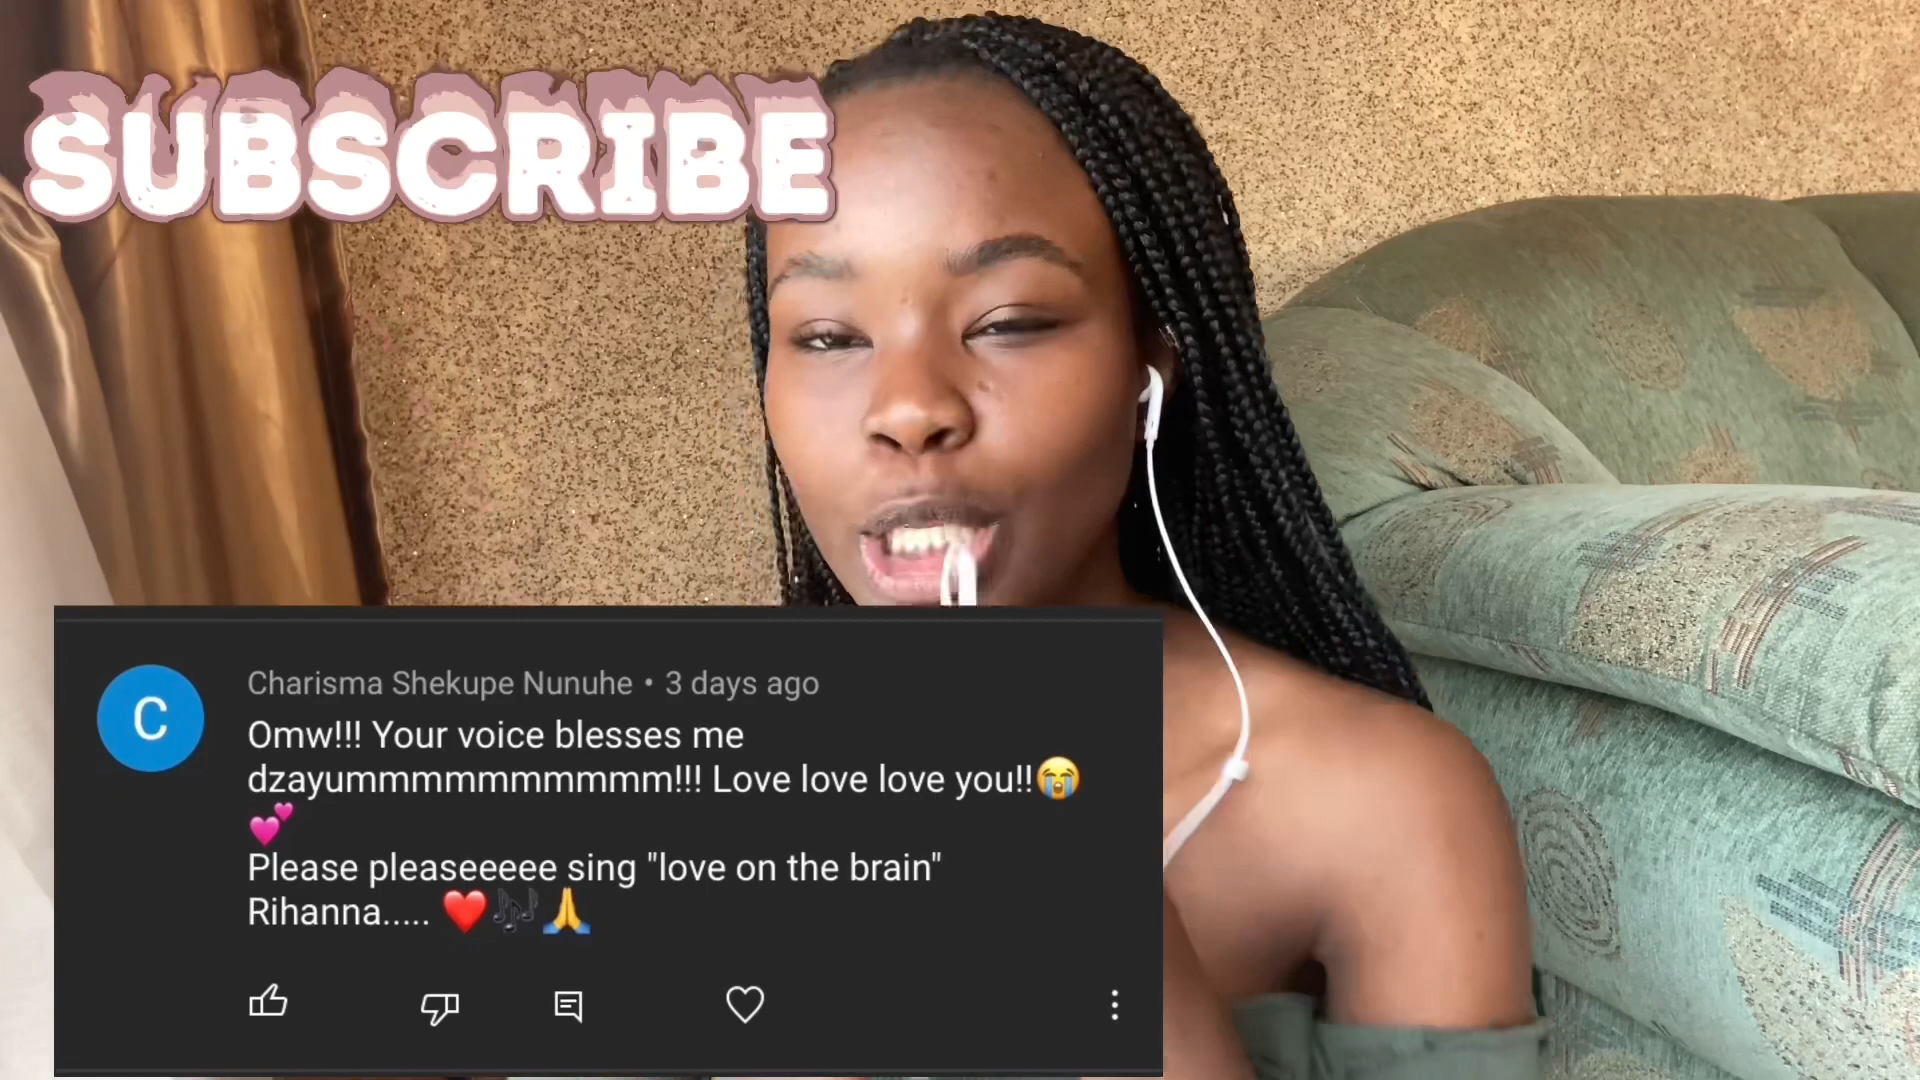 SUBSCRIBE
C
Charisma Shekupe Nunuhe • 3 days ago
Omw!!! Your voice blesses me
dzayummmmmmmmmm!!! Love love love you!!😭
💕
Please pleaseeeee sing "love on the brain"
Rihanna..... ❤️🎶🙏